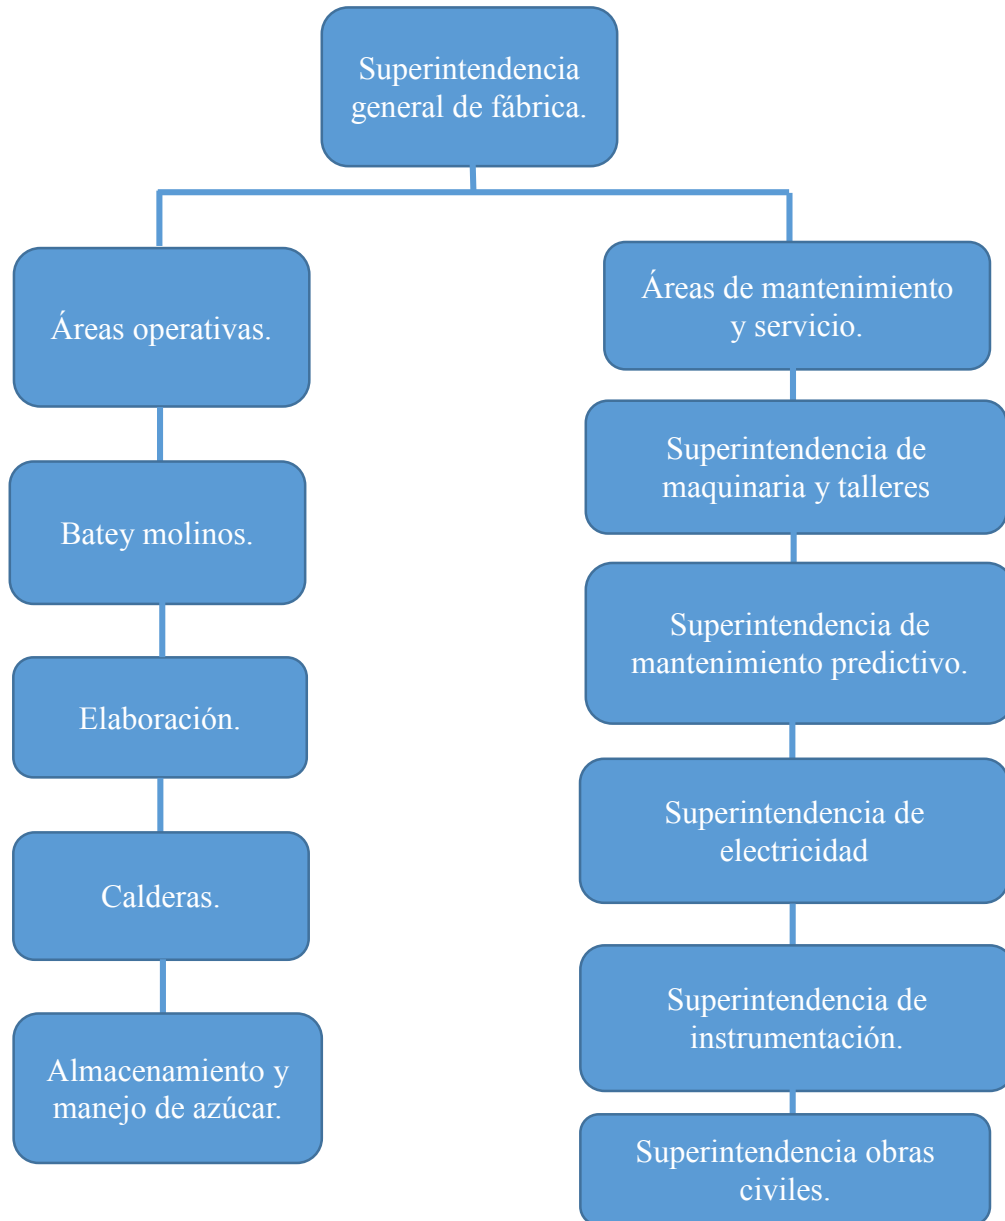 Superintendencia
general de fábrica.
Áreas operativas.
Batey molinos.
Elaboración.
Calderas.
Almacenamiento y
manejo de azúcar.
Áreas de mantenimiento
y servicio.
Superintendencia de
maquinaria y talleres
Superintendencia de
mantenimiento predictivo.
Superintendencia de
electricidad
Superintendencia de
instrumentación.
Superintendencia obras
civiles.